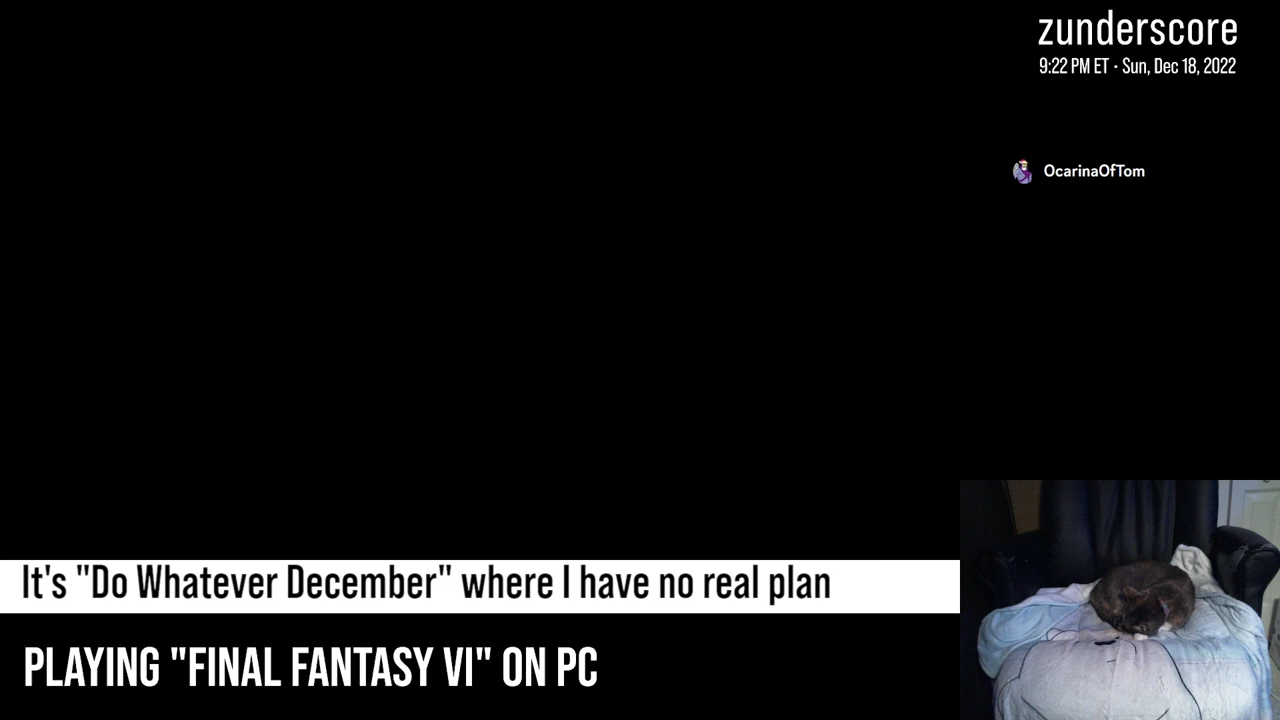 zunderscore
9:22 PM ET · Sun, Dec 18, 2022
OcarinaOfTom
It's "Do Whatever December" where I have no real plan
PLAYING "FINAL FANTASY VI" ON PC